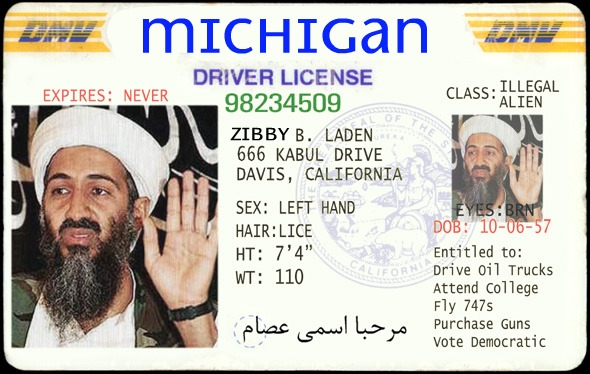 DMV
MICHIGAN
DMV
DRIVER LICENSE
EXPIRES: NEVER
98234509
CLASS: ILLEGAL
ALIEN
ZIBBY B. LADEN
666 KABUL DRIVE
DAVIS, CALIFORNIA
SEX: LEFT HAND
HAIR:LICE
HT: 7'4"
WT: 110
EYES:BRN
DOB: 10-06-57
Entitled to:
Drive Oil Trucks
Attend College
Fly 747s
Purchase Guns
Vote Democratic
مرحبا اسمى عصام
CALIFORNIA